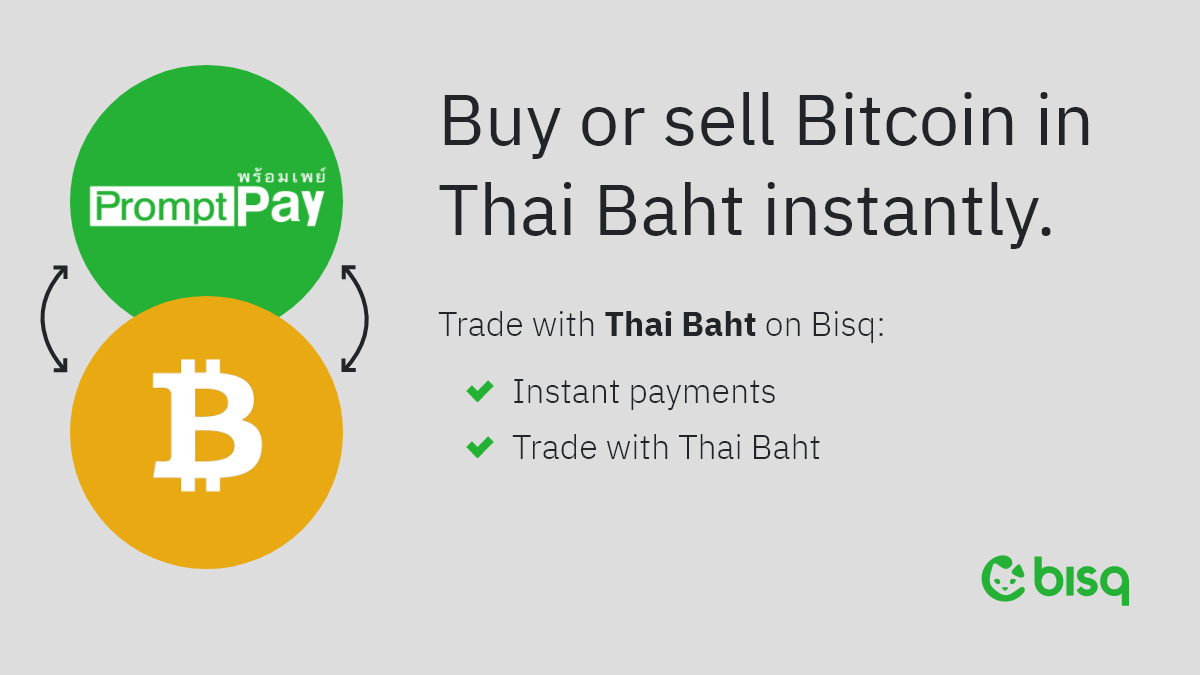 พร้อมเพย์
PromptPay
Buy or sell Bitcoin in
Thai Baht instantly.
Trade with Thai Baht on Bisq:
Instant payments
Trade with Thai Baht
bisq